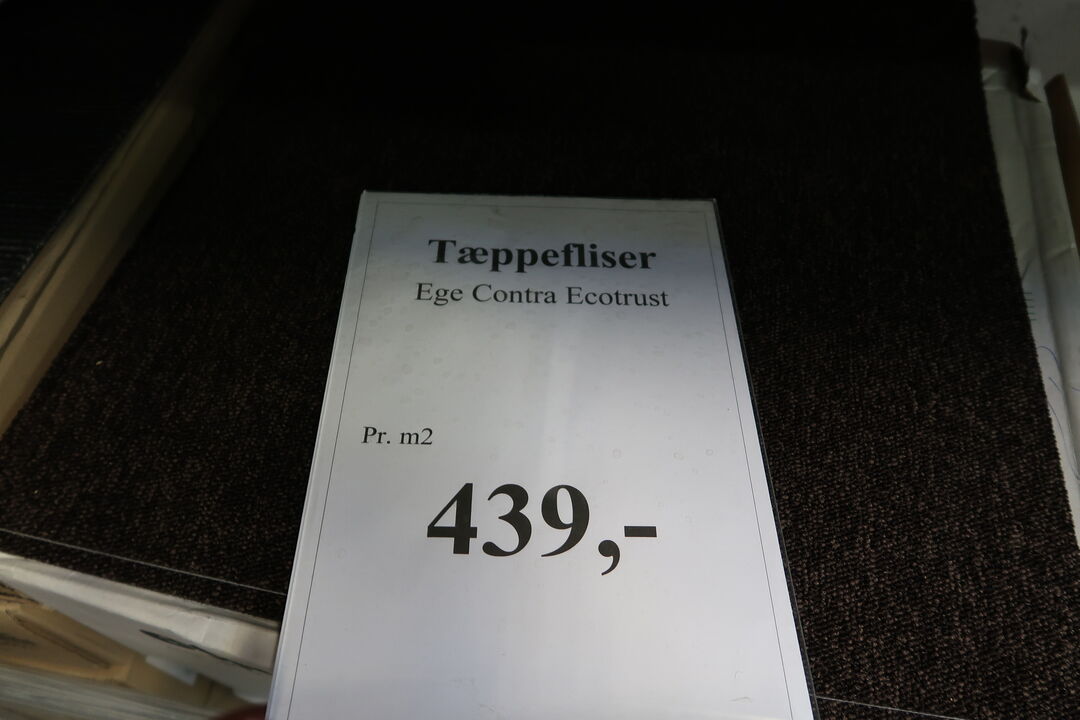 Tæppefliser
Ege Contra Ecotrust
Pr. m2
439,-